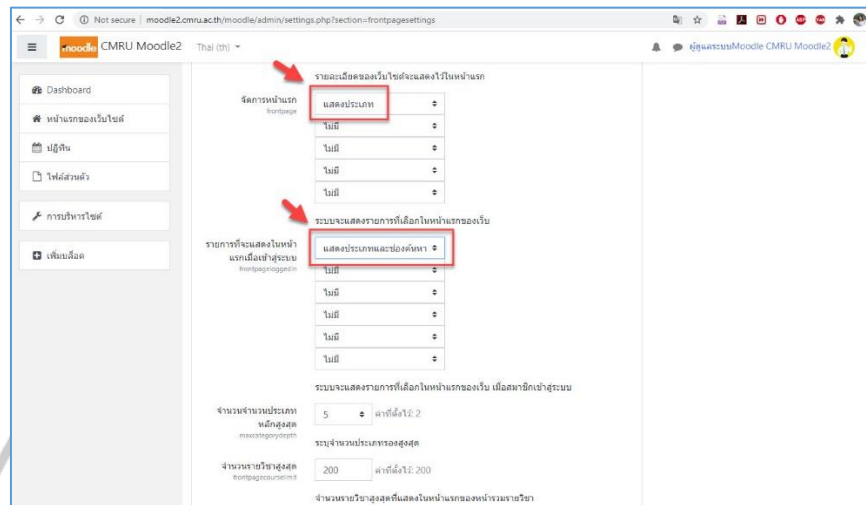 Not secure | moodle2.cmru.ac.th/moodle/admin/settings.php?section=frontpagesettings
moodle CMRU Moodle2 Thai (th)
ผู้ดูแลระบบMoodle CMRU Moodle2
Dashboard
หน้าแรกของเว็บไซต์
ปฏิทิน
ไฟล์ส่วนตัว
การบริหารไซต์
เพิ่มบล็อค
รายละเอียดของเว็บไซต์จะแสดงไว้ในหน้าแรก
จัดการหน้าแรก
frontpage
แสดงประเภท
ไม่มี
ไม่มี
ไม่มี
ไม่มี
ระบบจะแสดงรายการที่เลือกในหน้าแรกของเว็บ
รายการที่จะแสดงในหน้า
แรกเมื่อเข้าสู่ระบบ
frontpageloggedin
แสดงประเภทและช่องค้นหา
ไม่มี
ไม่มี
ไม่มี
ไม่มี
ไม่มี
ระบบจะแสดงรายการที่เลือกในหน้าแรกของเว็บ เมื่อสมาชิกเข้าสู่ระบบ
จำนวนจำนวนประเภท
หลักสูงสุด
maxcategorydepth
5 ค่าที่ตั้งไว้: 2
ระบุจำนวนประเภทรองสูงสุด
จำนวนรายวิชาสูงสุด
frontpagecourselimit
200 ค่าที่ตั้งไว้: 200
จำนวนรายวิชาสูงสุดที่แสดงในหน้าแรกของหน้ารวมรายวิชา